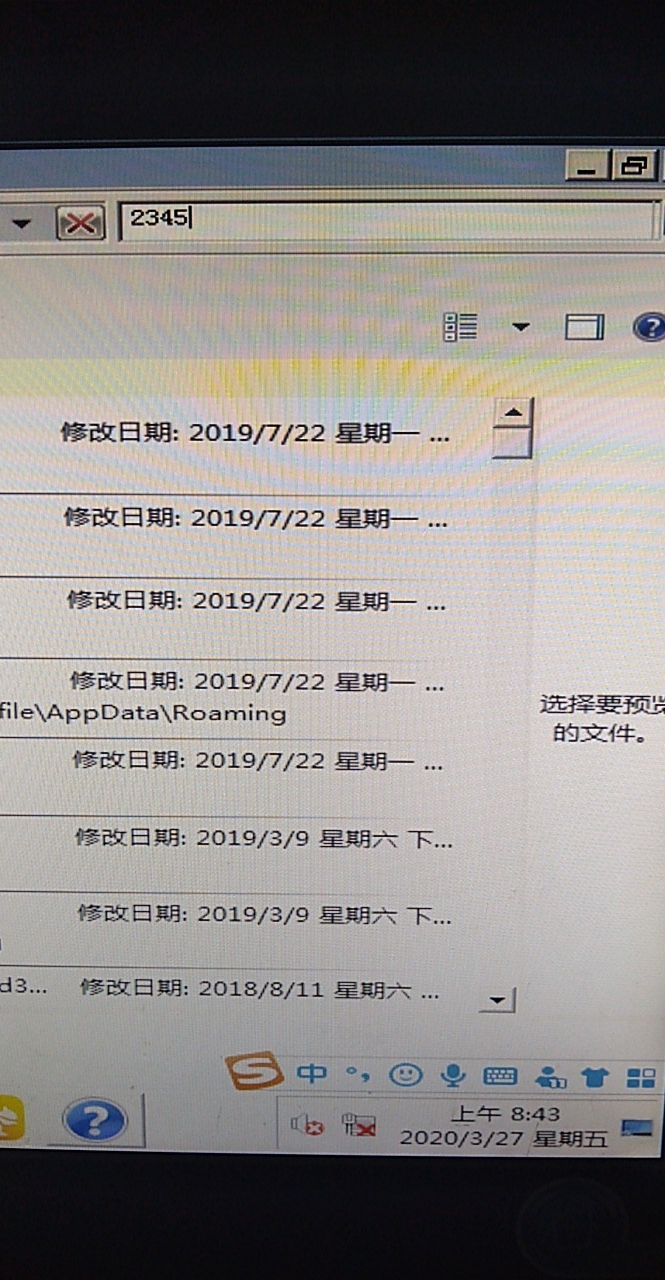 2345
修改日期: 2019/7/22 星期一 ...
修改日期: 2019/7/22 星期一 ...
修改日期: 2019/7/22 星期一 ...
修改日期: 2019/7/22 星期一 ...
file\AppData\Roaming
选择要预览
的文件。
修改日期: 2019/7/22 星期一 ...
修改日期: 2019/3/9 星期六 下...
修改日期: 2019/3/9 星期六 下...
d3... 修改日期: 2018/8/11 星期六 ...
S 中 °,
上午 8:43
2020/3/27 星期五